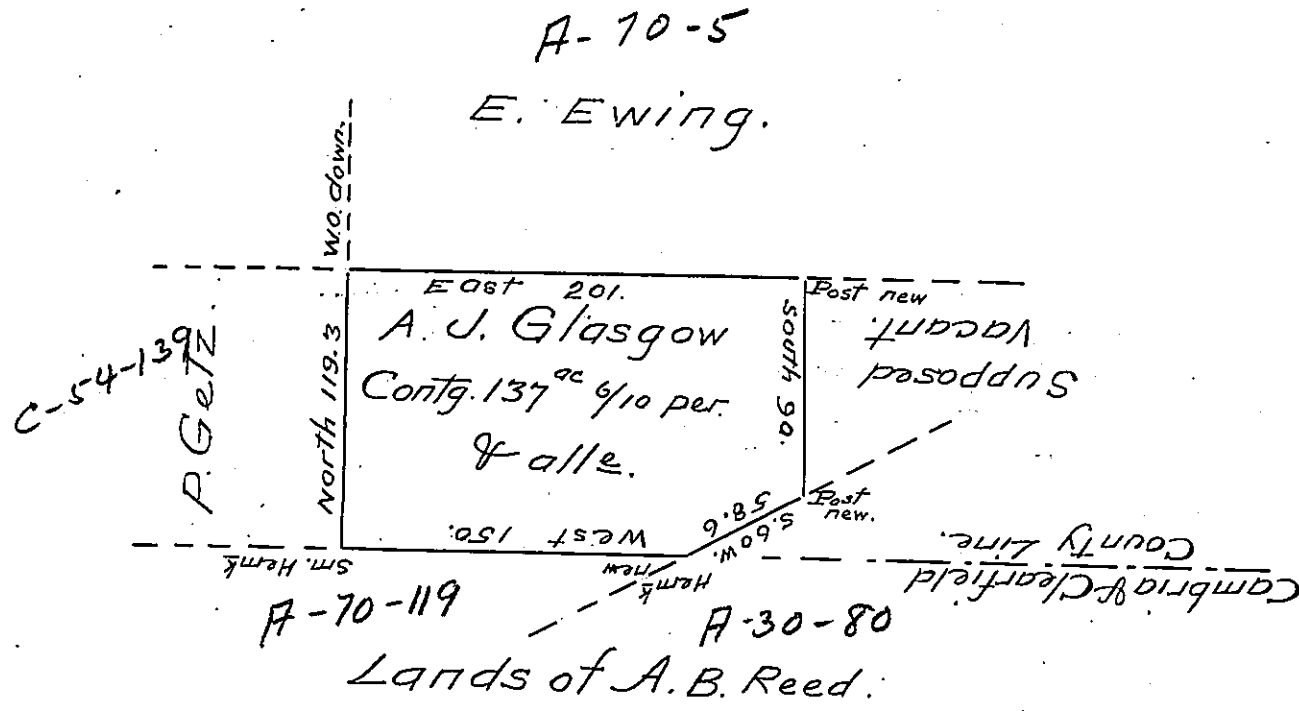 A-70-5
E. Ewing.
W.O. down.
East 201.
Post new
A. J. Glasgow
Contg. 137 ac 6/10 per.
& alle.
North 119.3
South 90.
Vacant.
Supposed
C-54-139
P. Getz
S. 60 W.
58.6
Post
new.
West 150.
Sm. Hemk
Hemk
new
County Line.
Cambria & Clearfield
A-70-119
A-30-80
Lands of A. B. Reed.